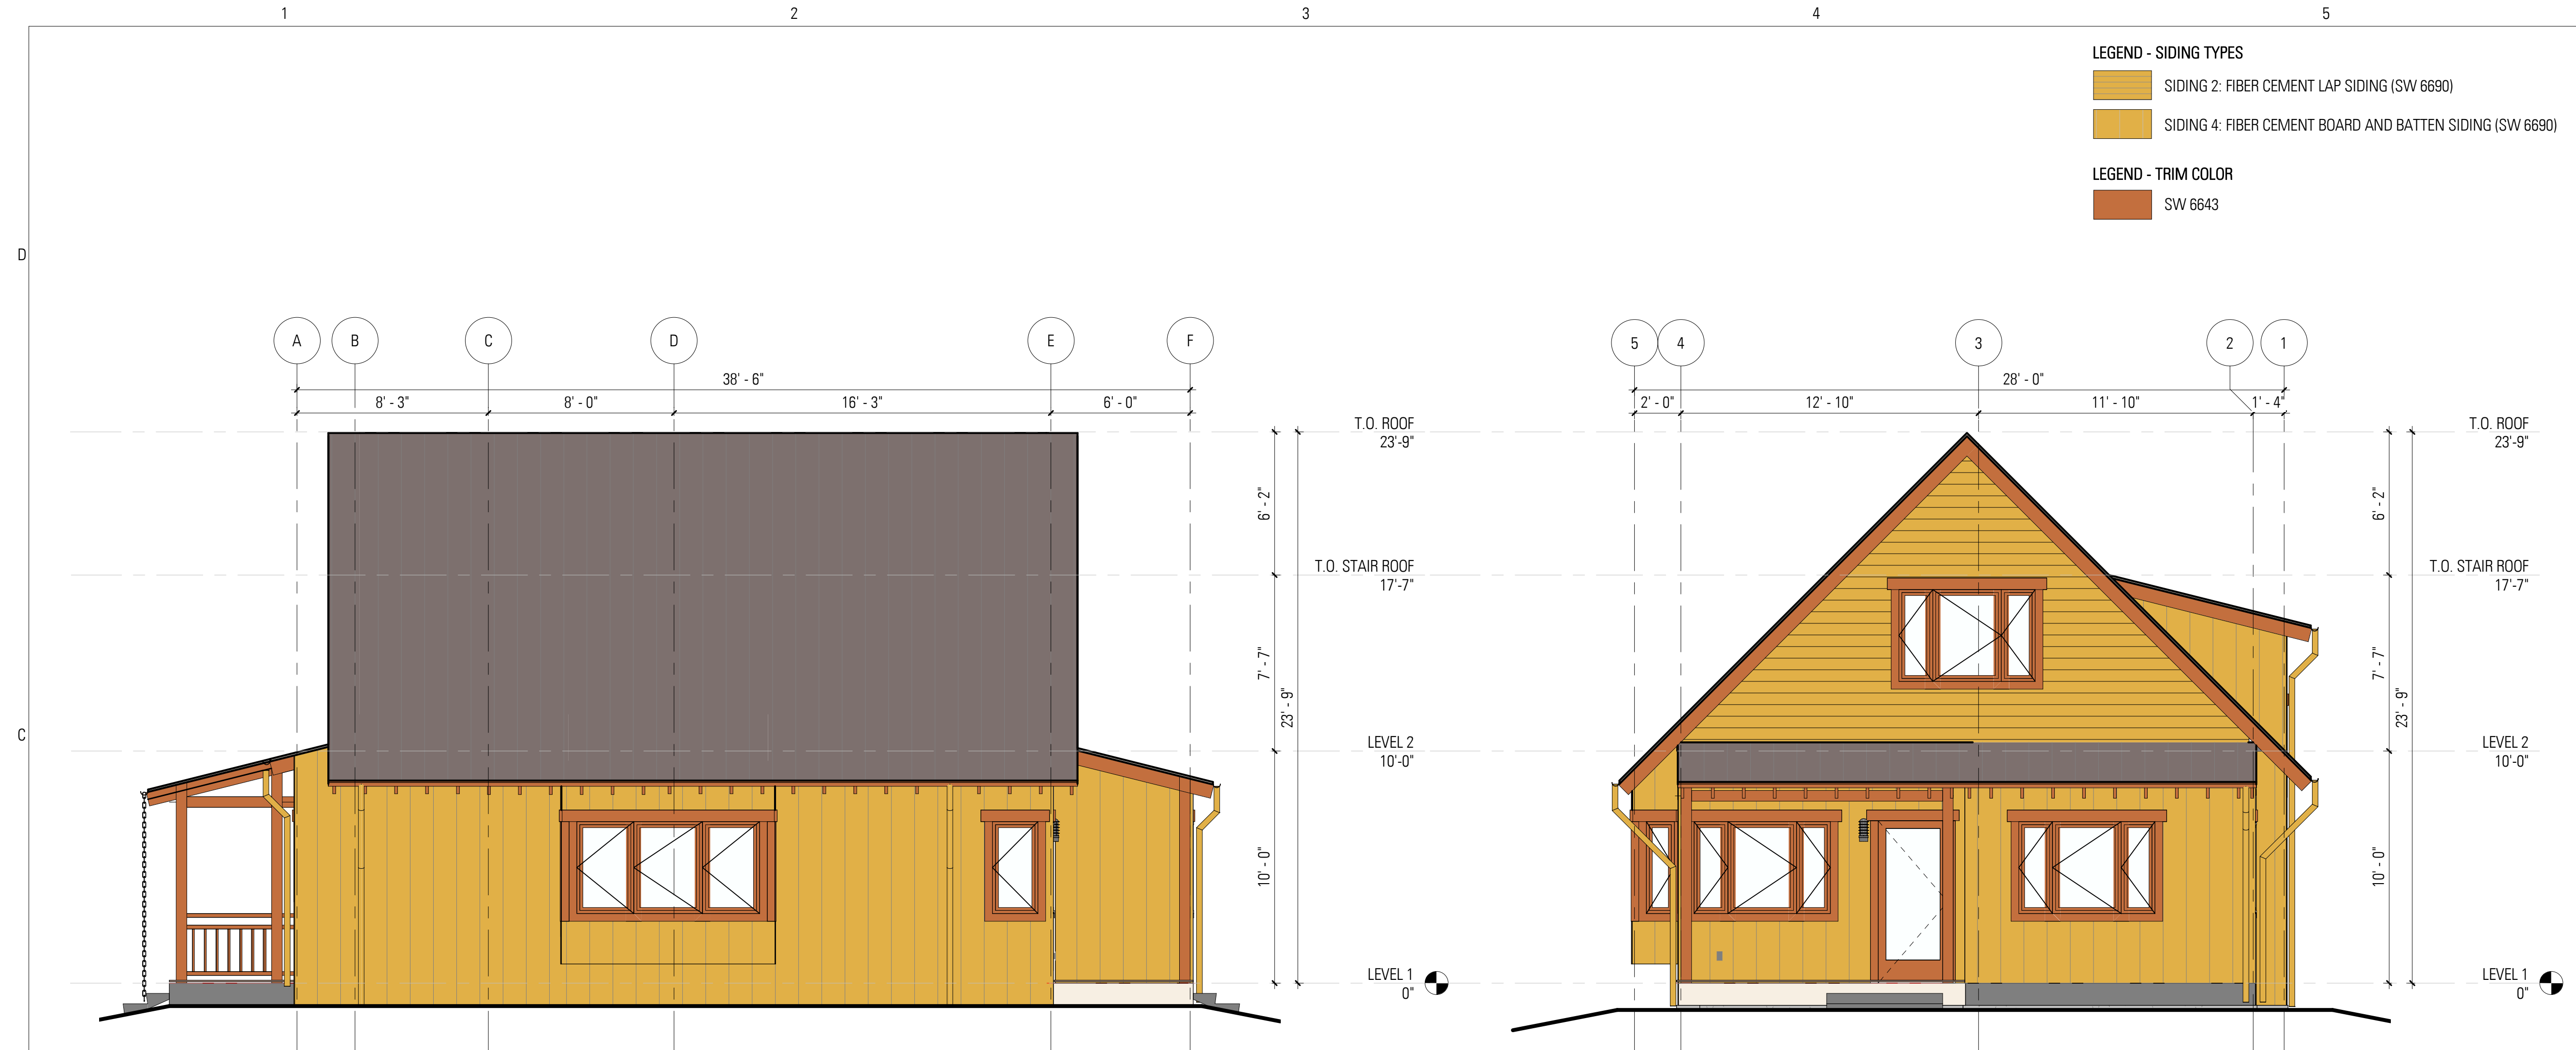 1 2 3 4 5
LEGEND - SIDING TYPES
SIDING 2: FIBER CEMENT LAP SIDING (SW 6690)
SIDING 4: FIBER CEMENT BOARD AND BATTEN SIDING (SW 6690)
LEGEND - TRIM COLOR
SW 6643
D
C
A B C D E F
38' - 6"
8' - 3" 8' - 0" 16' - 3" 6' - 0"
T.O. ROOF
23'-9"
6' - 2"
T.O. STAIR ROOF
17'-7"
7' - 7"
23' - 9"
LEVEL 2
10'-0"
10' - 0"
LEVEL 1
0"
5 4 3 2 1
28' - 0"
2' - 0" 12' - 10" 11' - 10" 1' - 4"
T.O. ROOF
23'-9"
6' - 2"
T.O. STAIR ROOF
17'-7"
7' - 7"
23' - 9"
LEVEL 2
10'-0"
10' - 0"
LEVEL 1
0"